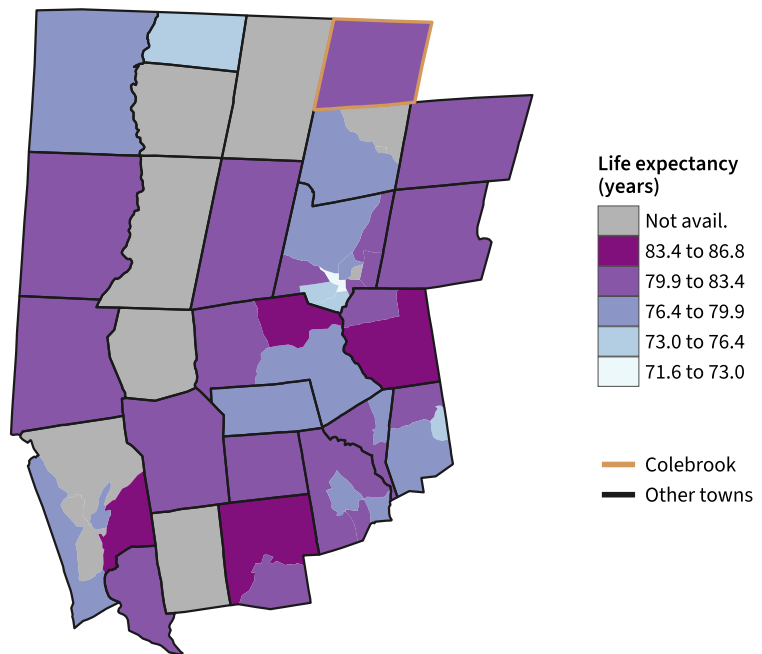 Life expectancy
(years)
Not avail.
83.4 to 86.8
79.9 to 83.4
76.4 to 79.9
73.0 to 76.4
71.6 to 73.0
Colebrook
Other towns